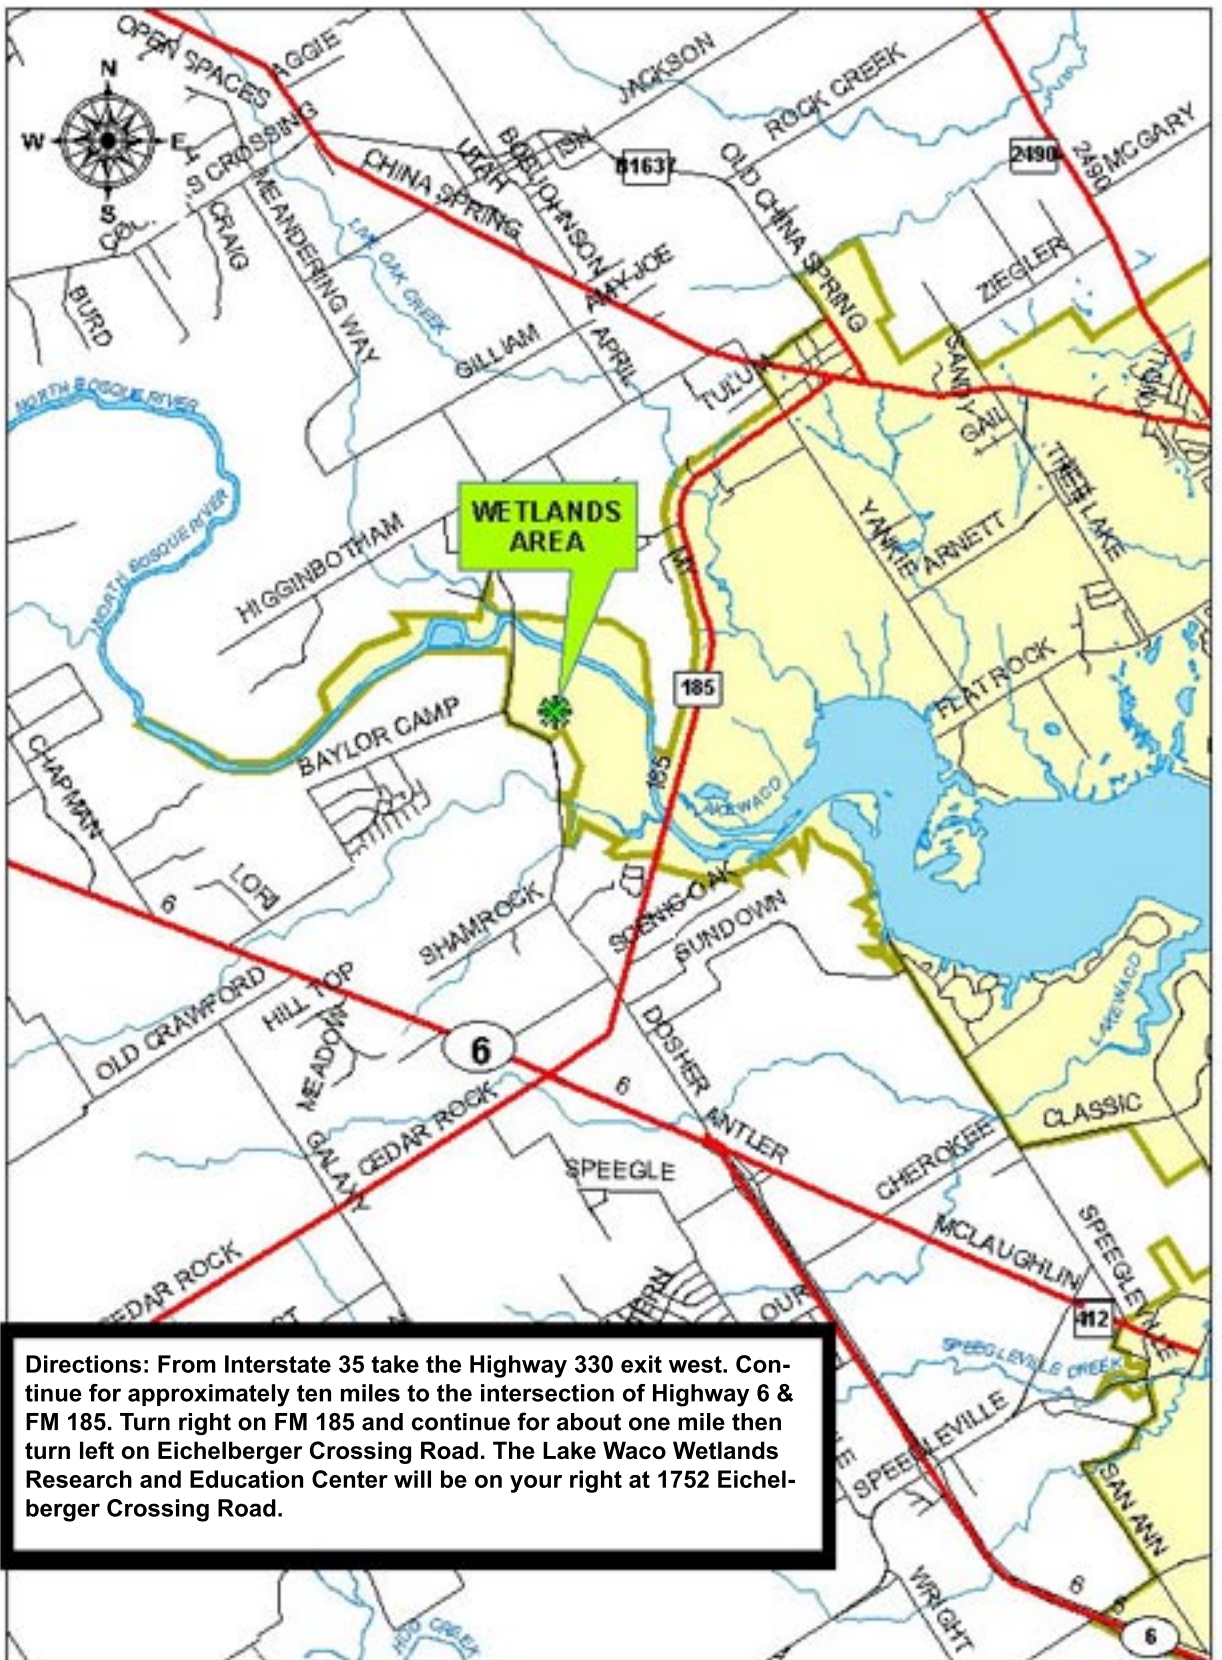 OPEN SPACES
AGGIE
JACKSON
ROCK CREEK
N
W
E
S
CROSSING
CHINA SPRING
UTAH
BOB JOHNSON
OLD CHINA SPRING
2490
2490
MCGARY
CRAIG
MEANDERING WAY
OAK CREEK
AMY JOE
ZIEGLER
BURD
GILLIAM
APRIL
SANDY
GAIL
NORTH BOSQUE RIVER
NORTH BOSQUE RIVER
WETLANDS
AREA
HIGGINBOTHAM
YANKIE
ARNETT
LAKE
FLAT ROCK
185
185
BAYLOR CAMP
CHAPMAN
LAKE WACO
LORI
6
SHAMROCK
SCENIC OAK
SUNDOWN
OLD CRAWFORD
HILL TOP
MEADOW
6
DOSHER
LAKE WACO
6
ANTLER
CLASSIC
GALAXY
CEDAR ROCK
SPEEGLE
CHEROKEE
MCLAUGHLIN
SPEEGLEVILLE
CEDAR ROCK
OUR
412
SPEEGLEVILLE CREEK
Directions: From Interstate 35 take the Highway 330 exit west. Con-
tinue for approximately ten miles to the intersection of Highway 6 &
FM 185. Turn right on FM 185 and continue for about one mile then
turn left on Eichelberger Crossing Road. The Lake Waco Wetlands
Research and Education Center will be on your right at 1752 Eichel-
berger Crossing Road.
SPEEGLEVILLE
SAN ANN
WRIGHT
HOG CREEK
6
6